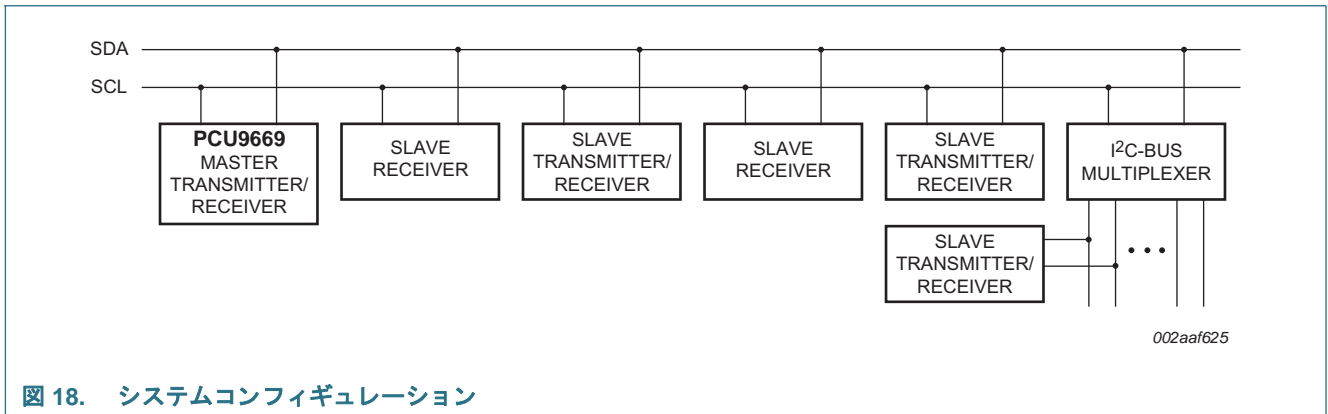 SDA
SCL
PCU9669
MASTER
TRANSMITTER/
RECEIVER
SLAVE
RECEIVER
SLAVE
TRANSMITTER/
RECEIVER
SLAVE
RECEIVER
SLAVE
TRANSMITTER/
RECEIVER
I²C-BUS
MULTIPLEXER
SLAVE
TRANSMITTER/
RECEIVER
002aaf625
図 18. システムコンフィギュレーション